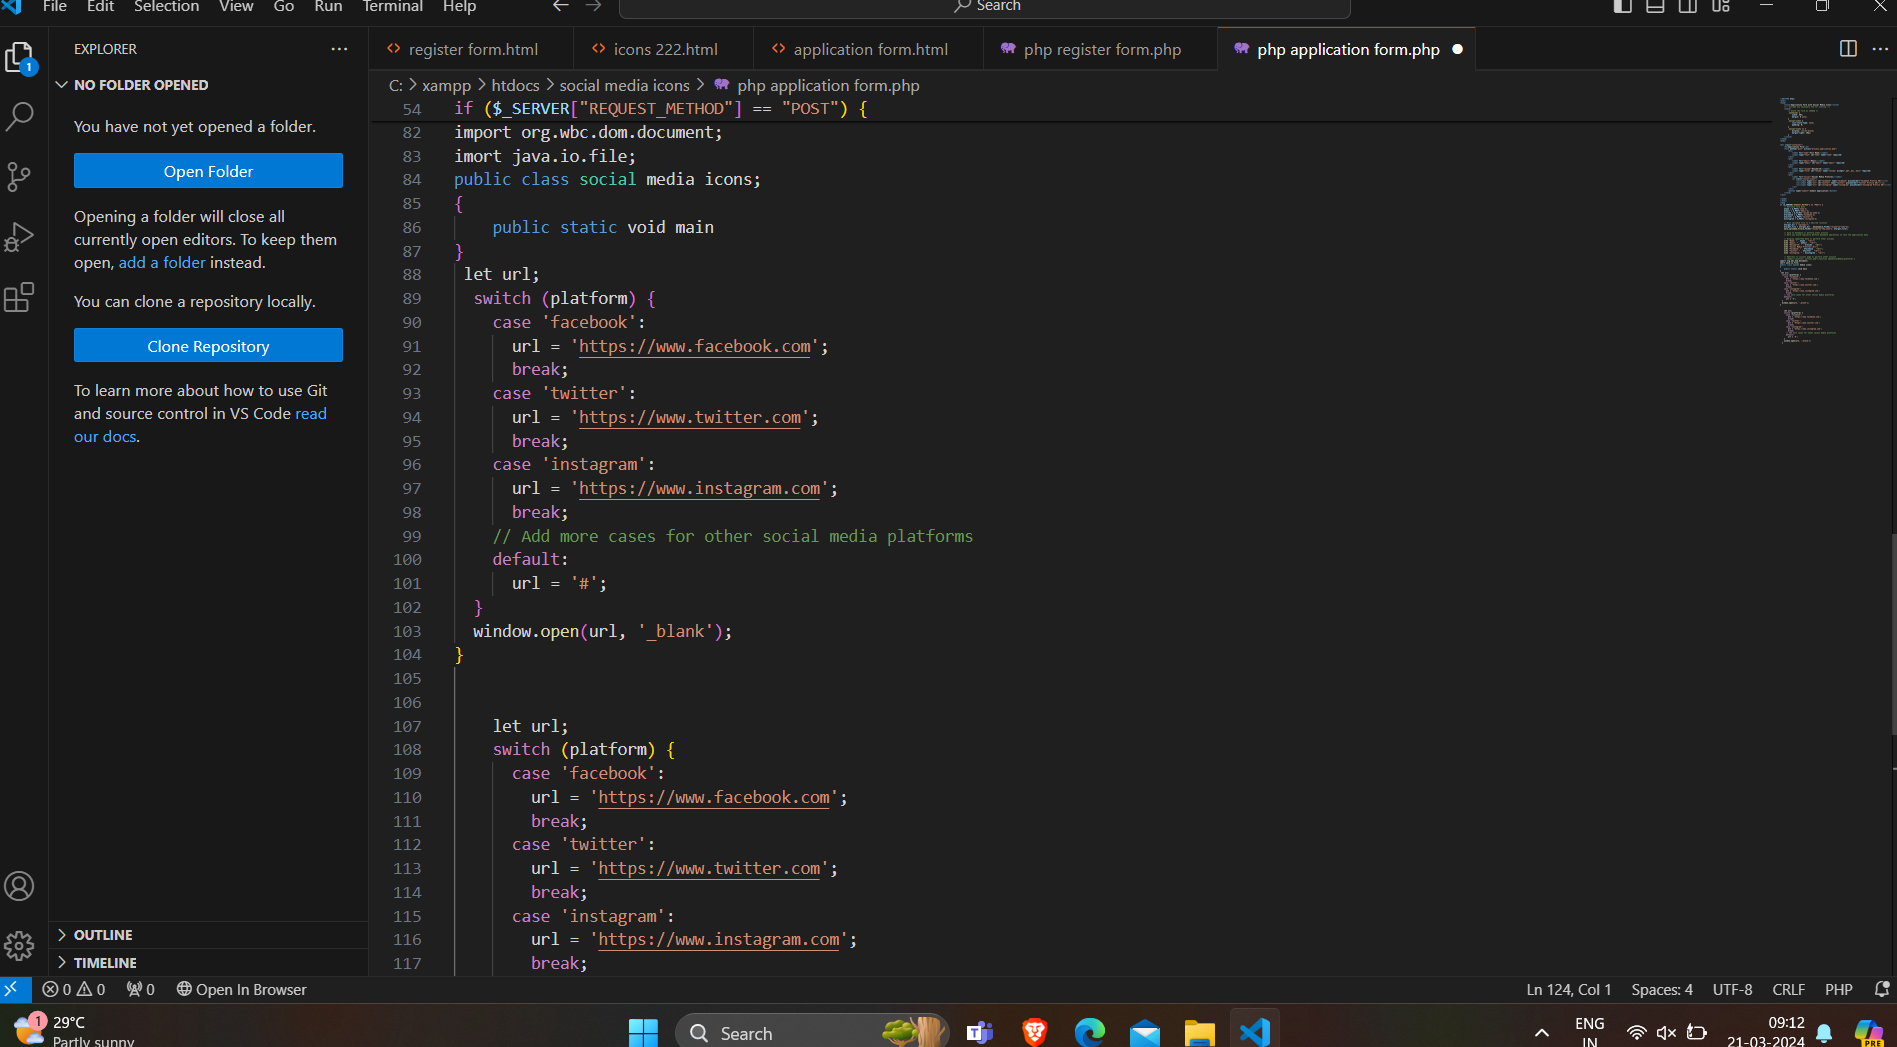 File Edit Selection View Go Run Terminal Help
Search
EXPLORER
NO FOLDER OPENED
You have not yet opened a folder.
Open Folder
Opening a folder will close all
currently open editors. To keep them
open, add a folder instead.
You can clone a repository locally.
Clone Repository
To learn more about how to use Git
and source control in VS Code read
our docs.
OUTLINE
TIMELINE
1
register form.html icons 222.html application form.html php register form.php php application form.php
C: > xampp > htdocs > social media icons > php application form.php
54 if ($_SERVER["REQUEST_METHOD"] == "POST") {
82 import org.wbc.dom.document;
83 imort java.io.file;
84 public class social media icons;
85 {
86 public static void main
87 }
88 let url;
89 switch (platform) {
90 case 'facebook':
91 url = 'https://www.facebook.com';
92 break;
93 case 'twitter':
94 url = 'https://www.twitter.com';
95 break;
96 case 'instagram':
97 url = 'https://www.instagram.com';
98 break;
99 // Add more cases for other social media platforms
100 default:
101 url = '#';
102 }
103 window.open(url, '_blank');
104 }
105
106
107 let url;
108 switch (platform) {
109 case 'facebook':
110 url = 'https://www.facebook.com';
111 break;
112 case 'twitter':
113 url = 'https://www.twitter.com';
114 break;
115 case 'instagram':
116 url = 'https://www.instagram.com';
117 break;
0 0 0 Open In Browser Ln 124, Col 1 Spaces: 4 UTF-8 CRLF PHP
1 29°C
Partly sunny
Search
ENG
IN
09:12
21-03-2024
PRE